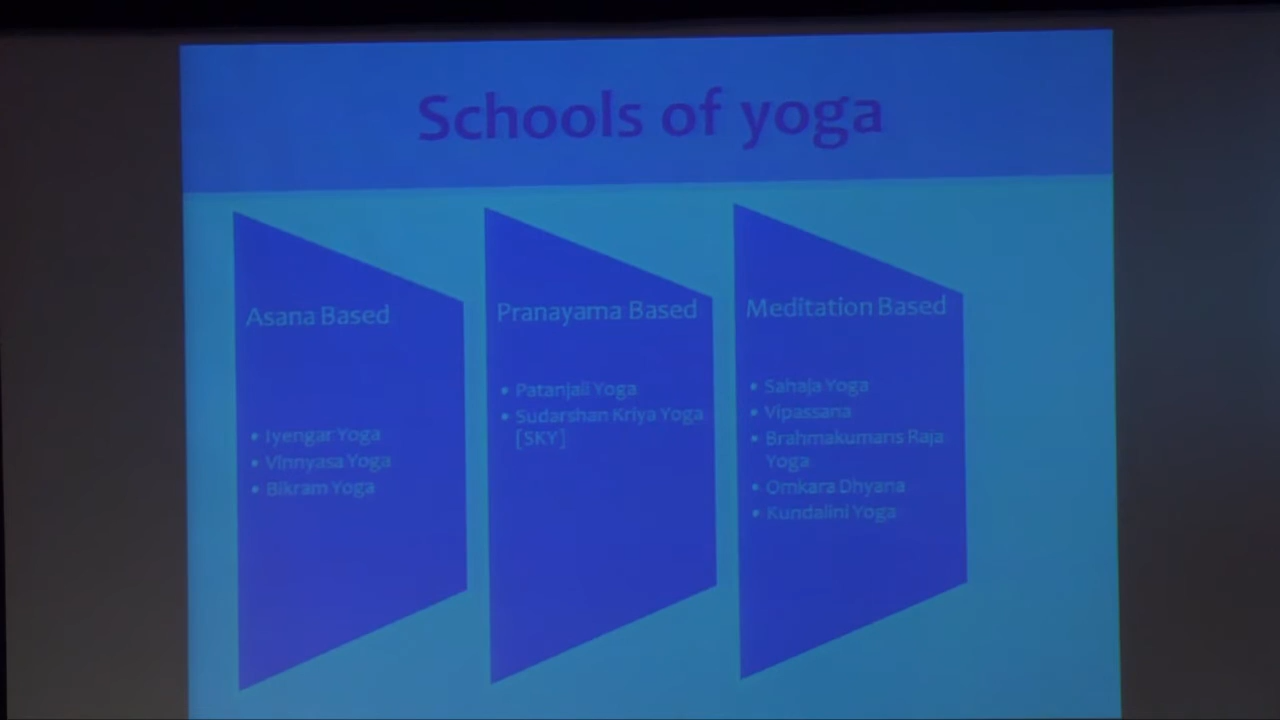 Schools of yoga
Asana Based
• Iyengar Yoga
• Vinnyasa Yoga
• Bikram Yoga
Pranayama Based
• Patanjali Yoga
• Sudarshan Kriya Yoga
[SKY]
Meditation Based
• Sahaja Yoga
• Vipassana
• Brahmakumaris Raja
Yoga
• Omkara Dhyana
• Kundalini Yoga